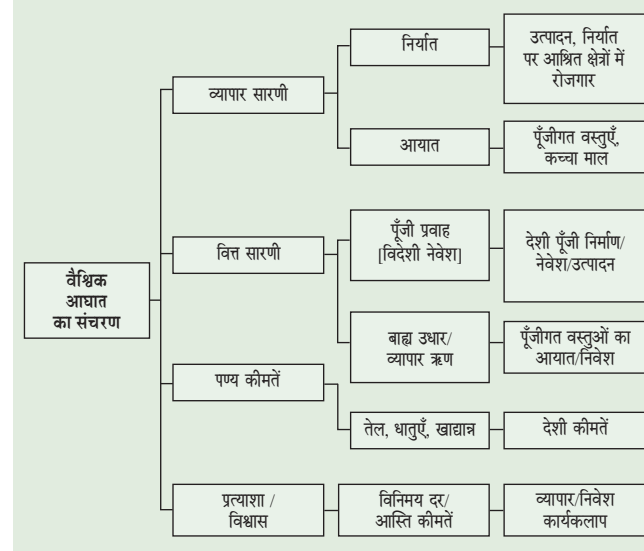 वैश्विक
आघात
का संचरण
व्यापार सारणी
निर्यात
उत्पादन, निर्यात
पर आश्रित क्षेत्रों में
रोजगार
आयात
पूँजीगत वस्तुएँ,
कच्चा माल
वित्त सारणी
पूँजी प्रवाह
[विदेशी नेवेश]
देशी पूँजी निर्माण/
नेवेश/उत्पादन
बाह्य उधार/
व्यापार ऋण
पूँजीगत वस्तुओं का
आयात/निवेश
पण्य कीमतें
तेल, धातुएँ, खाद्यान्न
देशी कीमतें
प्रत्याशा /
विश्वास
विनिमय दर/
आस्ति कीमतें
व्यापार/निवेश
कार्यकलाप